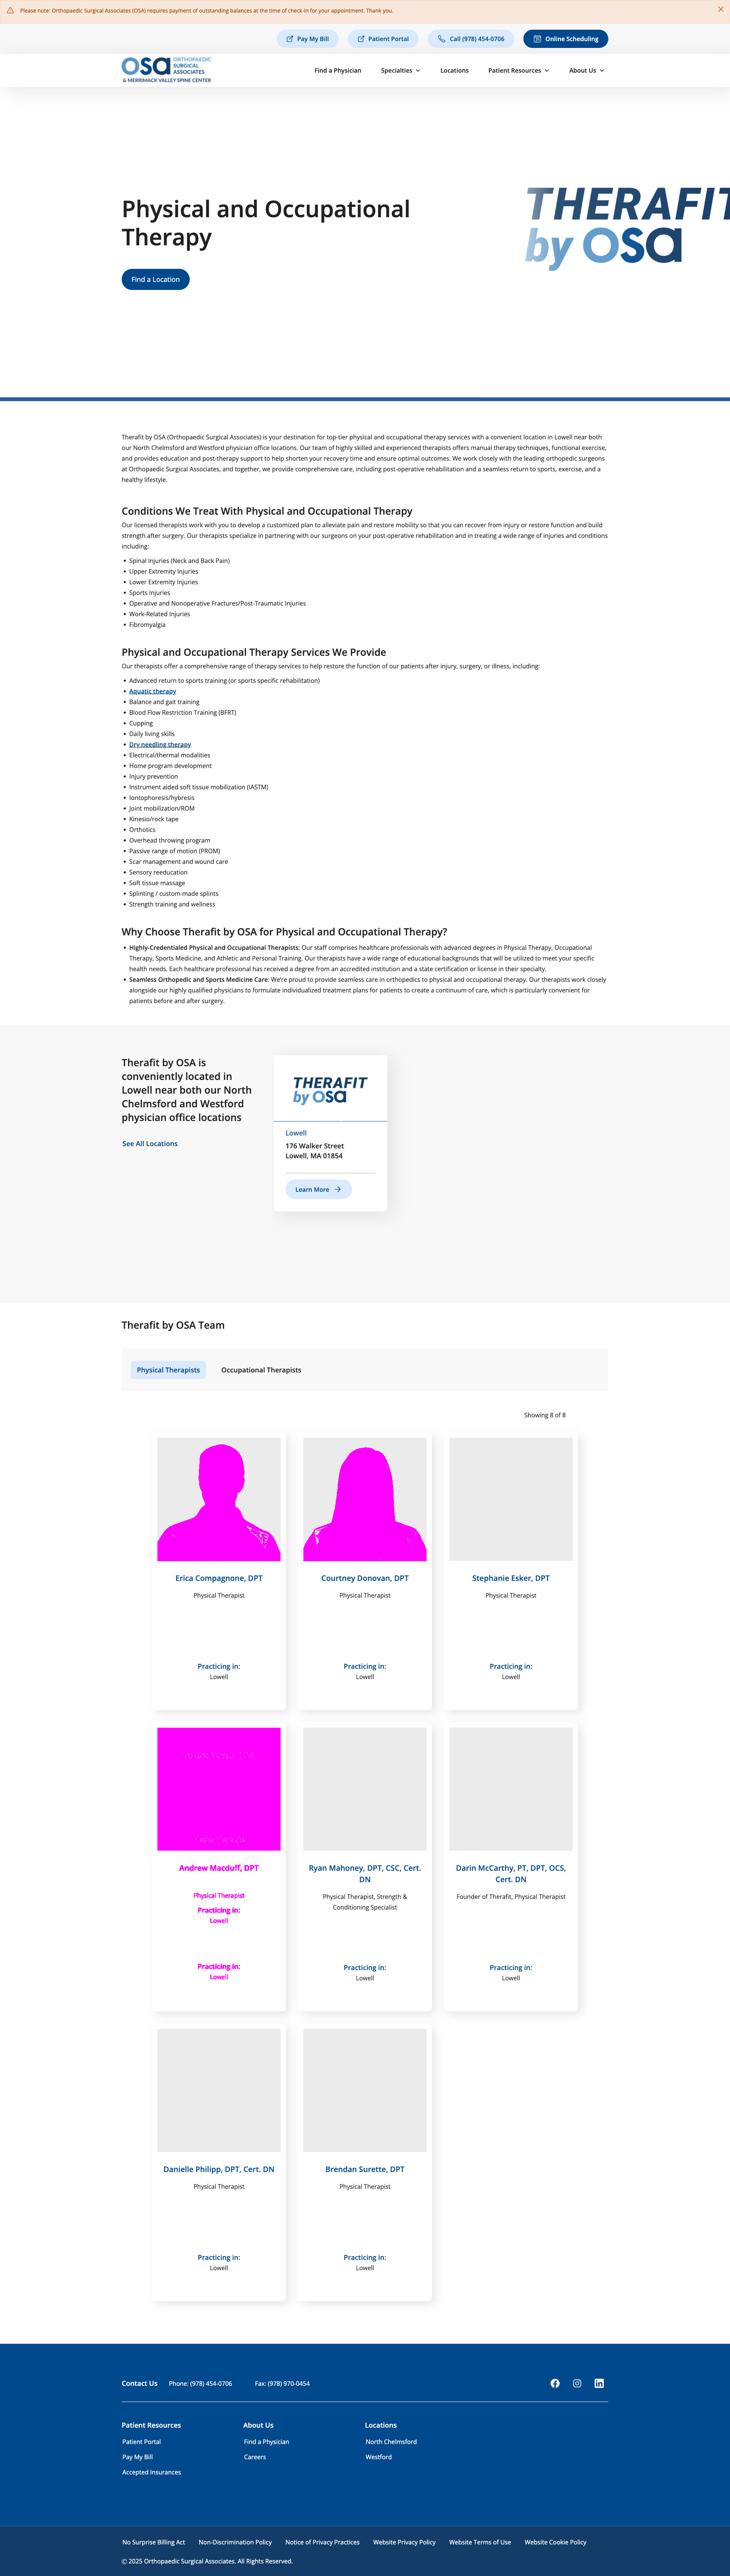 Please note: Orthopaedic Surgical Associates (OSA) requires payment of outstanding balances at the time of check-in for your appointment. Thank you.
Pay My Bill
Patient Portal
Call (978) 454-0706
Online Scheduling
osa ORTHOPAEDIC SURGICAL ASSOCIATES
& MERRIMACK VALLEY SPINE CENTER
Find a Physician
Specialties
Locations
Patient Resources
About Us
Physical and Occupational
Therapy
Find a Location
THERAFIT
by osa
Therafit by OSA (Orthopaedic Surgical Associates) is your destination for top-tier physical and occupational therapy services with a convenient location in Lowell near both
our North Chelmsford and Westford physician office locations. Our team of highly skilled and experienced therapists offers manual therapy techniques, functional exercise,
and provides education and post-therapy support to help shorten your recovery time and ensure optimal outcomes. We work closely with the leading orthopedic surgeons
at Orthopaedic Surgical Associates, and together, we provide comprehensive care, including post-operative rehabilitation and a seamless return to sports, exercise, and a
healthy lifestyle.
Conditions We Treat With Physical and Occupational Therapy
Our licensed therapists work with you to develop a customized plan to alleviate pain and restore mobility so that you can recover from injury or restore function and build
strength after surgery. Our therapists specialize in partnering with our surgeons on your post-operative rehabilitation and in treating a wide range of injuries and conditions
including:
• Spinal Injuries (Neck and Back Pain)
• Upper Extremity Injuries
• Lower Extremity Injuries
• Sports Injuries
• Operative and Nonoperative Fractures/Post-Traumatic Injuries
• Work-Related Injuries
• Fibromyalgia
Physical and Occupational Therapy Services We Provide
Our therapists offer a comprehensive range of therapy services to help restore the function of our patients after injury, surgery, or illness, including:
• Advanced return to sports training (or sports specific rehabilitation)
• Aquatic therapy
• Balance and gait training
• Blood Flow Restriction Training (BFRT)
• Cupping
• Daily living skills
• Dry needling therapy
• Electrical/thermal modalities
• Home program development
• Injury prevention
• Instrument aided soft tissue mobilization (IASTM)
• Iontophoresis/hybresis
• Joint mobilization/ROM
• Kinesio/rock tape
• Orthotics
• Overhead throwing program
• Passive range of motion (PROM)
• Scar management and wound care
• Sensory reeducation
• Soft tissue massage
• Splinting / custom-made splints
• Strength training and wellness
Why Choose Therafit by OSA for Physical and Occupational Therapy?
• Highly-Credentialed Physical and Occupational Therapists: Our staff comprises healthcare professionals with advanced degrees in Physical Therapy, Occupational
Therapy, Sports Medicine, and Athletic and Personal Training. Our therapists have a wide range of educational backgrounds that will be utilized to meet your specific
health needs. Each healthcare professional has received a degree from an accredited institution and a state certification or license in their specialty.
• Seamless Orthopedic and Sports Medicine Care: We're proud to provide seamless care in orthopedics to physical and occupational therapy. Our therapists work closely
alongside our highly qualified physicians to formulate individualized treatment plans for patients to create a continuum of care, which is particularly convenient for
patients before and after surgery.
Therafit by OSA is
conveniently located in
Lowell near both our North
Chelmsford and Westford
physician office locations
See All Locations
THERAFIT
by osa
Lowell
176 Walker Street
Lowell, MA 01854
Learn More
Therafit by OSA Team
Physical Therapists
Occupational Therapists
Showing 8 of 8
Erica Compagnone, DPT
Physical Therapist
Practicing in:
Lowell
Courtney Donovan, DPT
Physical Therapist
Practicing in:
Lowell
Stephanie Esker, DPT
Physical Therapist
Practicing in:
Lowell
Andrew Macduff, DPT
Physical Therapist
Practicing in:
Lowell
Practicing in:
Lowell
Ryan Mahoney, DPT, CSC, Cert.
DN
Physical Therapist, Strength &
Conditioning Specialist
Practicing in:
Lowell
Darin McCarthy, PT, DPT, OCS,
Cert. DN
Founder of Therafit, Physical Therapist
Practicing in:
Lowell
Danielle Philipp, DPT, Cert. DN
Physical Therapist
Practicing in:
Lowell
Brendan Surette, DPT
Physical Therapist
Practicing in:
Lowell
Contact Us
Phone: (978) 454-0706
Fax: (978) 970-0454
Patient Resources
Patient Portal
Pay My Bill
Accepted Insurances
About Us
Find a Physician
Careers
Locations
North Chelmsford
Westford
No Surprise Billing Act
Non-Discrimination Policy
Notice of Privacy Practices
Website Privacy Policy
Website Terms of Use
Website Cookie Policy
© 2025 Orthopaedic Surgical Associates. All Rights Reserved.